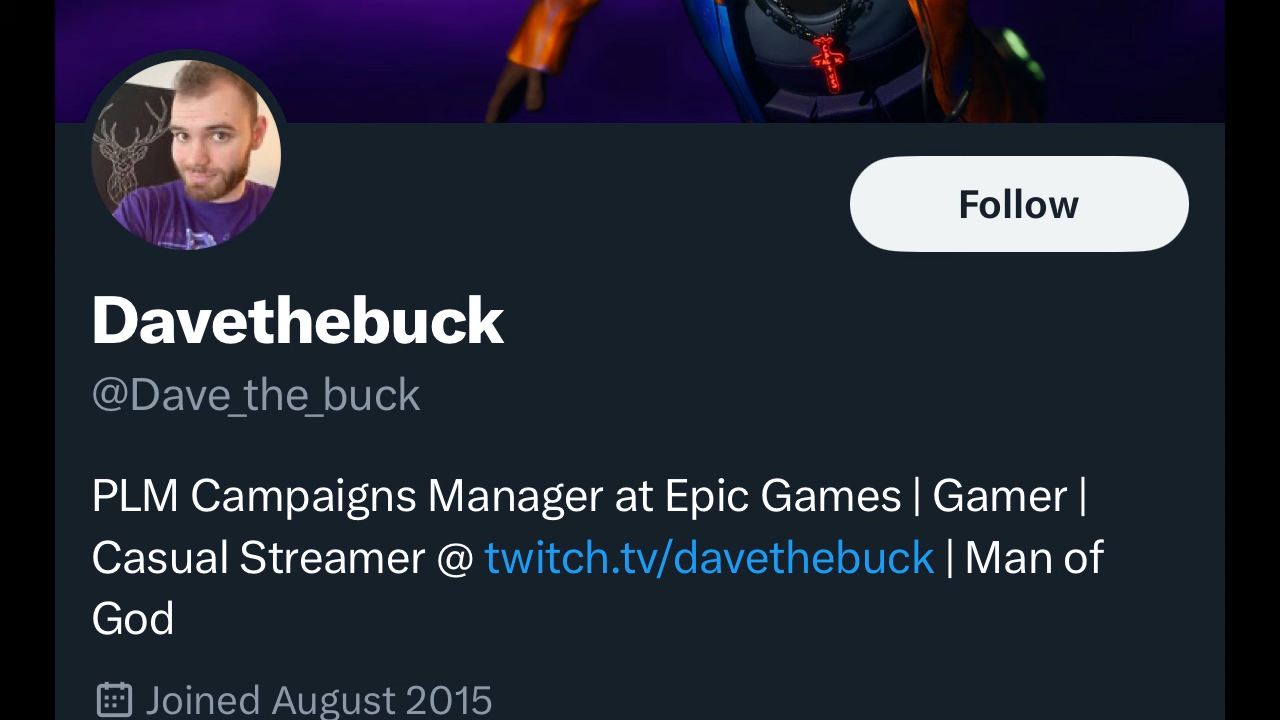 Follow
Davethebuck
@Dave_the_buck
PLM Campaigns Manager at Epic Games | Gamer |
Casual Streamer @ twitch.tv/davethebuck | Man of
God
Joined August 2015